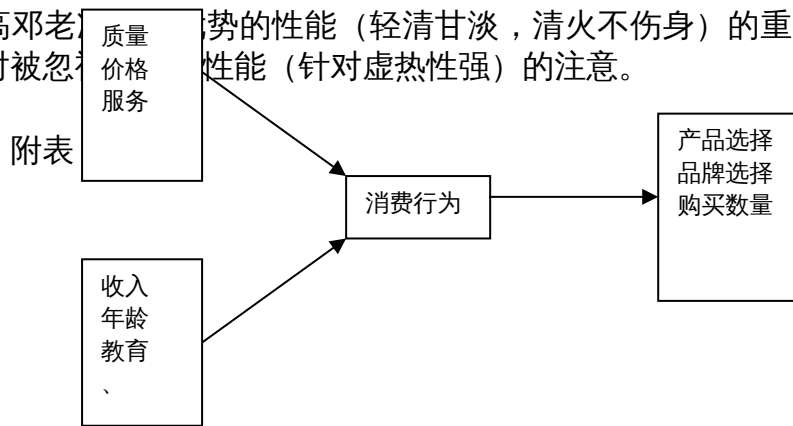 高邓老 势的性能（轻清甘淡，清火不伤身）的重
对被忽 性能（针对虚热性强）的注意。
附表
质量
价格
服务
消费行为
产品选择
品牌选择
购买数量
收入
年龄
教育
、